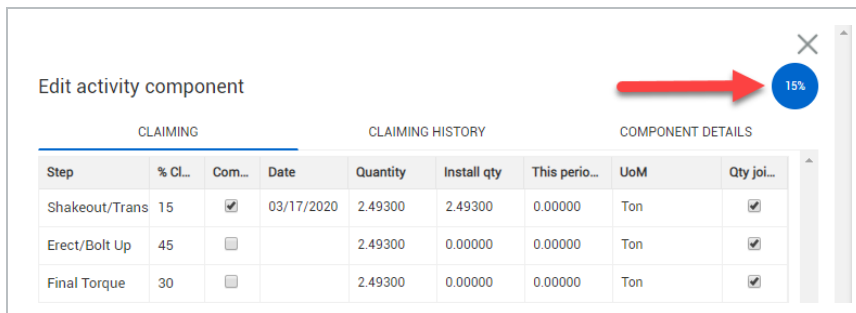 Edit activity component
15%
CLAIMING CLAIMING HISTORY COMPONENT DETAILS
Step % Cl... Com... Date Quantity Install qty This perio... UoM Qty joi...
Shakeout/Trans 15 03/17/2020 2.49300 2.49300 0.00000 Ton
Erect/Bolt Up 45 2.49300 0.00000 0.00000 Ton
Final Torque 30 2.49300 0.00000 0.00000 Ton